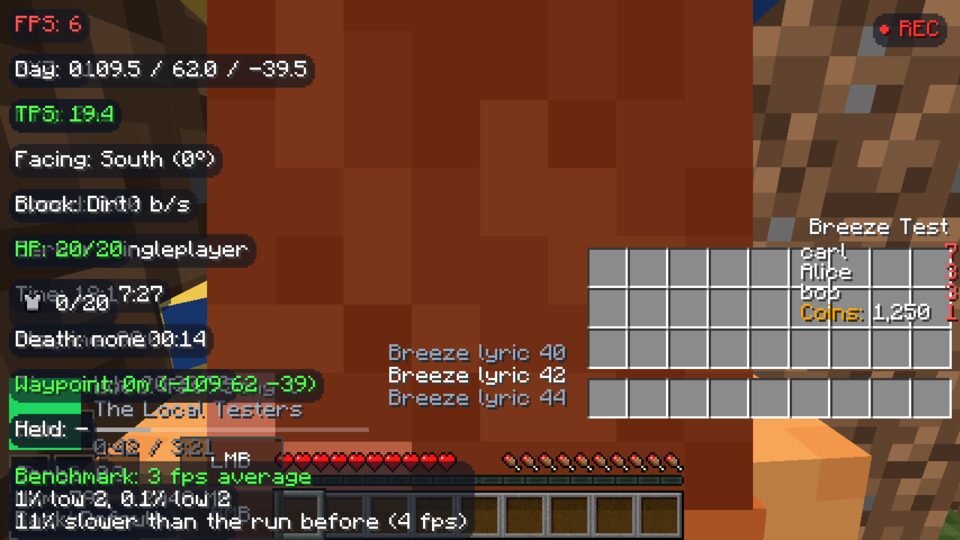 FPS: 6
REC
Day: 0109.5 / 62.0 / -39.5
TPS: 19.4
Facing: South (0°)
Block: Dirt
b/s
Breeze Test
HP: 20/20
ingleplayer
carl 7
Alice 3
bob 3
7:27
0/20
Coins: 1,250 1
Death: none
00:14
Breeze lyric 40
Breeze lyric 42
Breeze lyric 44
Waypoint: 0m (-109 62 -39)
The Local Testers
Held: -
0:42 / 3:21
LMB
Benchmark: 3 fps average
1% low 2, 0.1% low 2
11% slower than the run before (4 fps)